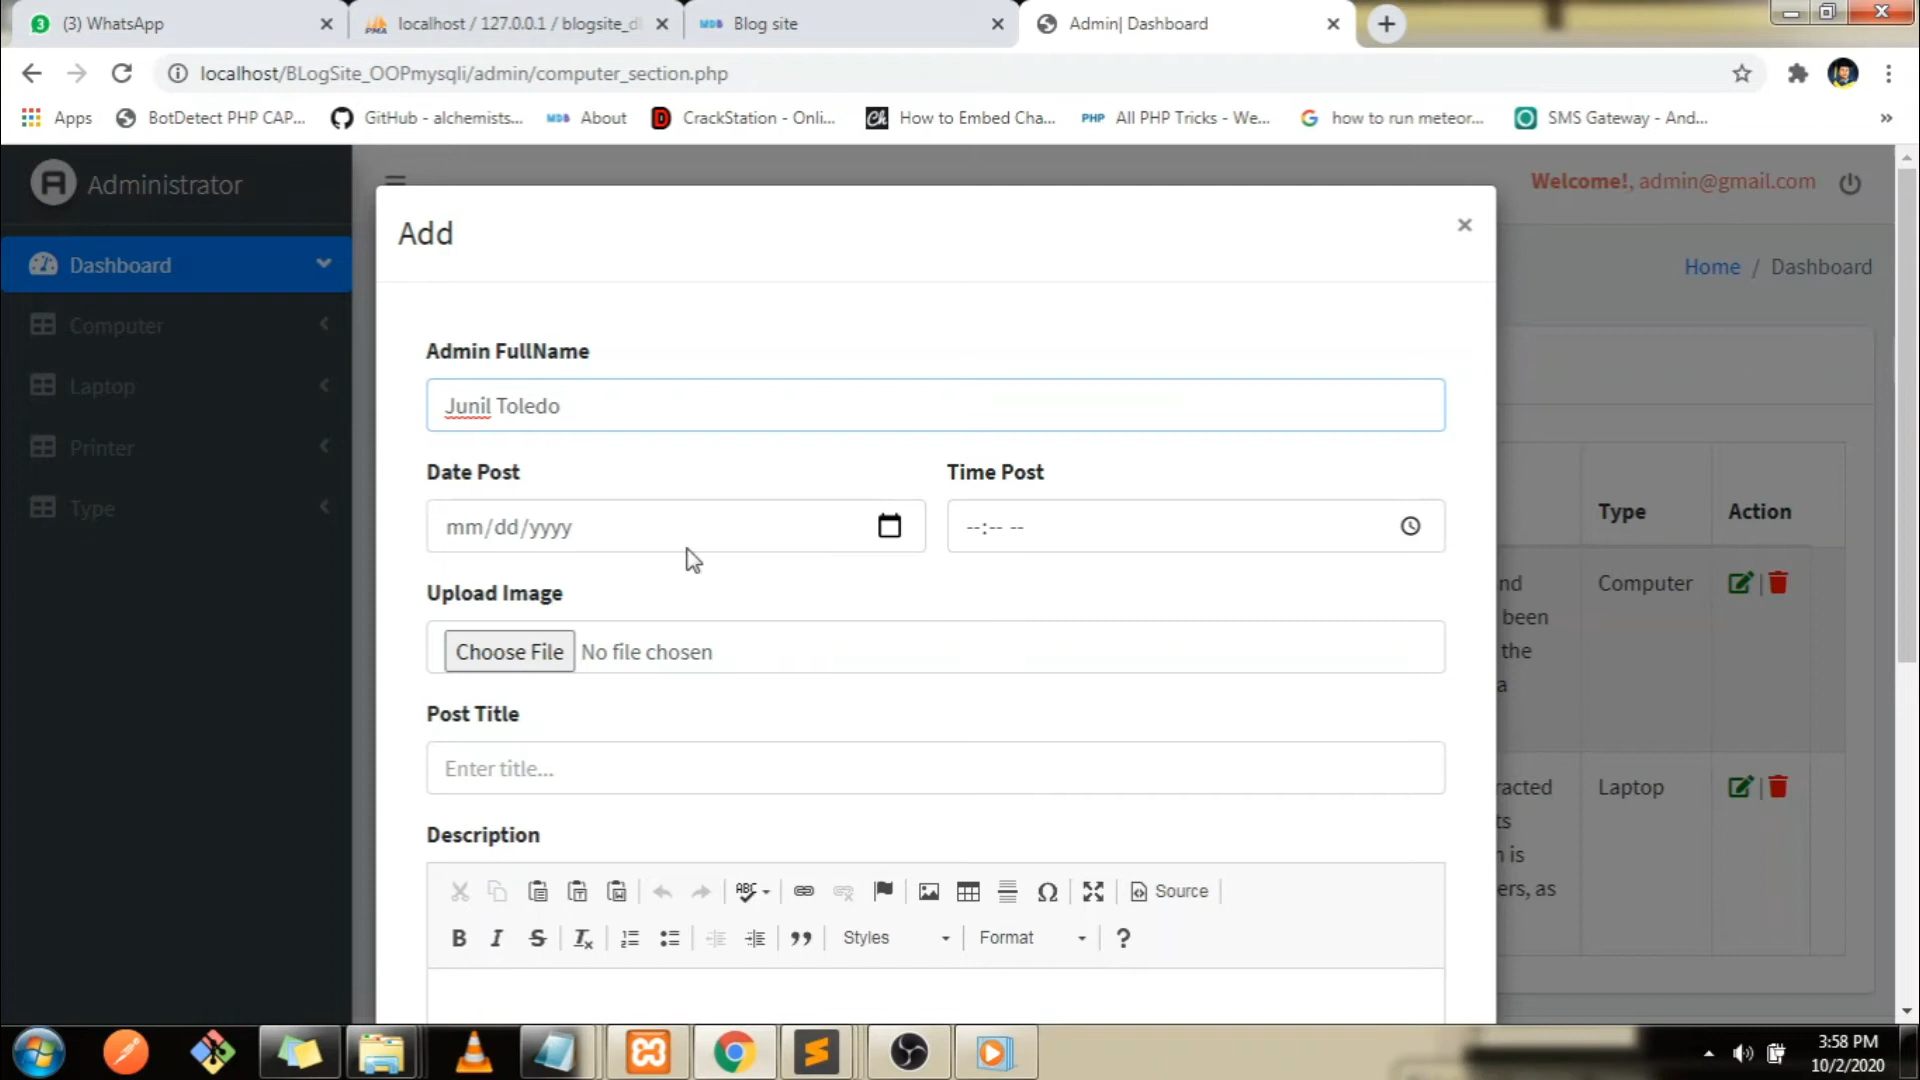 (3) WhatsApp
localhost / 127.0.0.1 / blogsite_d
Blog site
Admin| Dashboard
localhost/BLogSite_OOPmysqli/admin/computer_section.php
Apps
BotDetect PHP CAP...
GitHub - alchemists...
About
CrackStation - Onli...
How to Embed Cha...
PHP All PHP Tricks - We...
how to run meteor...
SMS Gateway - And...
»
Administrator
Welcome!, admin@gmail.com
Add
×
Dashboard
Home / Dashboard
Computer
Laptop
Printer
Type
Admin FullName
Junil Toledo
Date Post
Time Post
mm/dd/yyyy
--:-- --
Type
Action
Upload Image
nd
Computer
been
the
a
Choose File No file chosen
Post Title
Enter title...
racted
Laptop
ts
n is
ers, as
Description
ABC
Source
B I S
Styles
Format
?
3:58 PM
10/2/2020